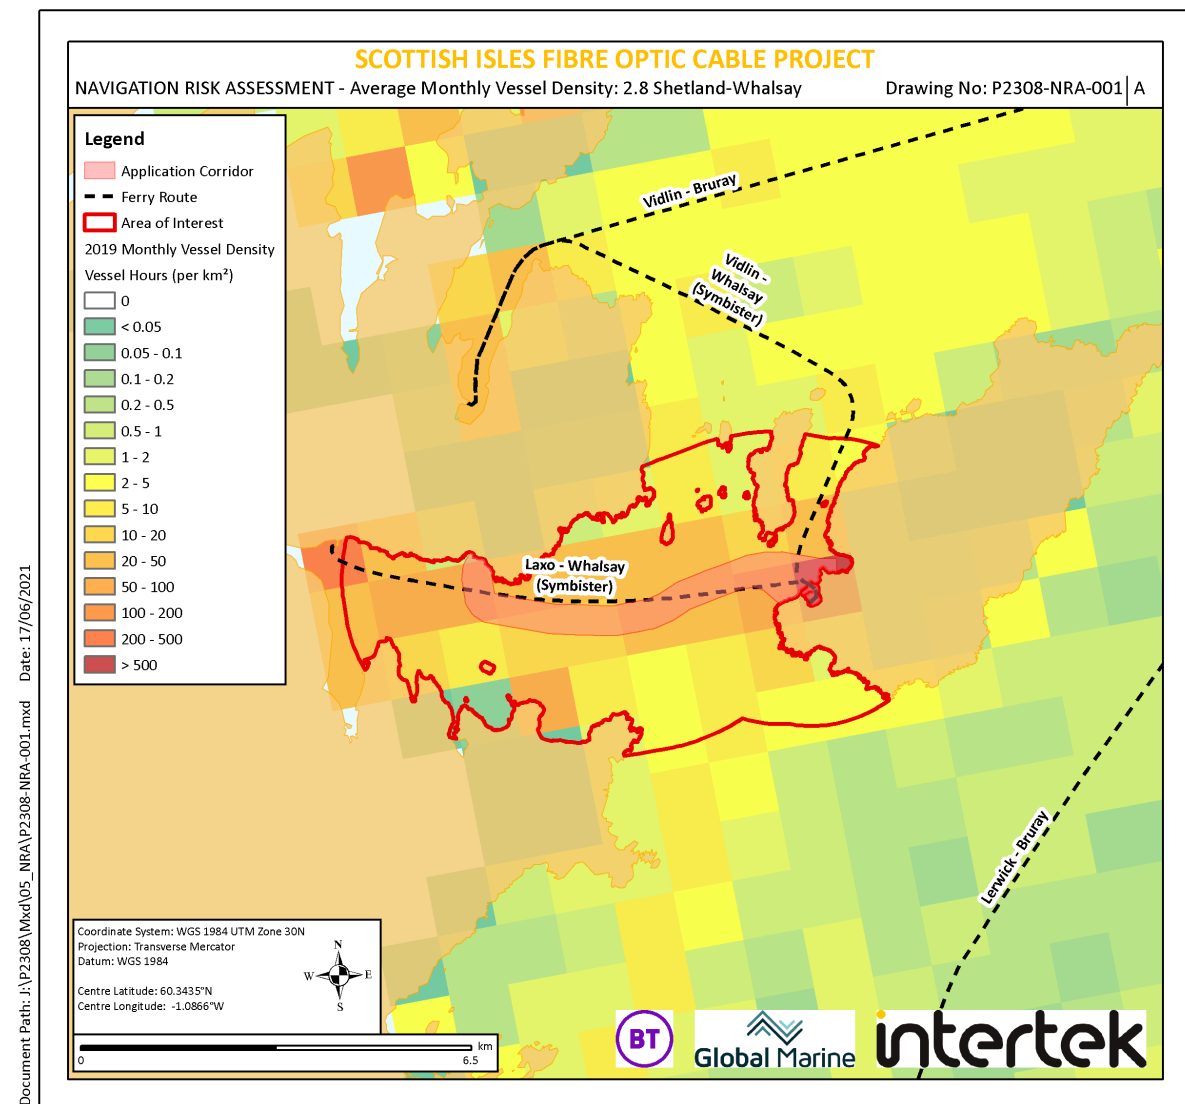 SCOTTISH ISLES FIBRE OPTIC CABLE PROJECT
NAVIGATION RISK ASSESSMENT - Average Monthly Vessel Density: 2.8 Shetland-Whalsay
Drawing No: P2308-NRA-001 A
Legend
Application Corridor
Ferry Route
Area of Interest
2019 Monthly Vessel Density
Vessel Hours (per km²)
0
< 0.05
0.05 - 0.1
0.1 - 0.2
0.2 - 0.5
0.5 - 1
1 - 2
2 - 5
5 - 10
10 - 20
20 - 50
50 - 100
100 - 200
200 - 500
> 500
Vidlin - Bruray
Vidlin -
Whalsay
(Symbister)
Laxo - Whalsay
(Symbister)
Lerwick - Bruray
Coordinate System: WGS 1984 UTM Zone 30N
Projection: Transverse Mercator
Datum: WGS 1984
Centre Latitude: 60.3435°N
Centre Longitude: -1.0866°W
N
W E
S
km
0 6.5
BT
Global Marine
intertek
Document Path: J:\P2308\Mxd\05_NRA\P2308-NRA-001.mxd Date: 17/06/2021